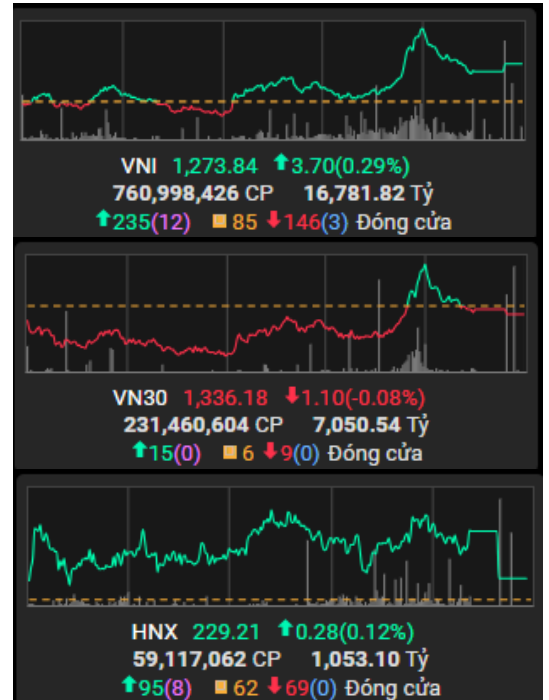 VNI 1,273.84 3.70(0.29%)
760,998,426 CP 16,781.82 Tỷ
235(12) 85 146(3) Đóng cửa
VN30 1,336.18 1.10(-0.08%)
231,460,604 CP 7,050.54 Tỷ
15(0) 6 9(0) Đóng cửa
HNX 229.21 0.28(0.12%)
59,117,062 CP 1,053.10 Tỷ
95(8) 62 69(0) Đóng cửa